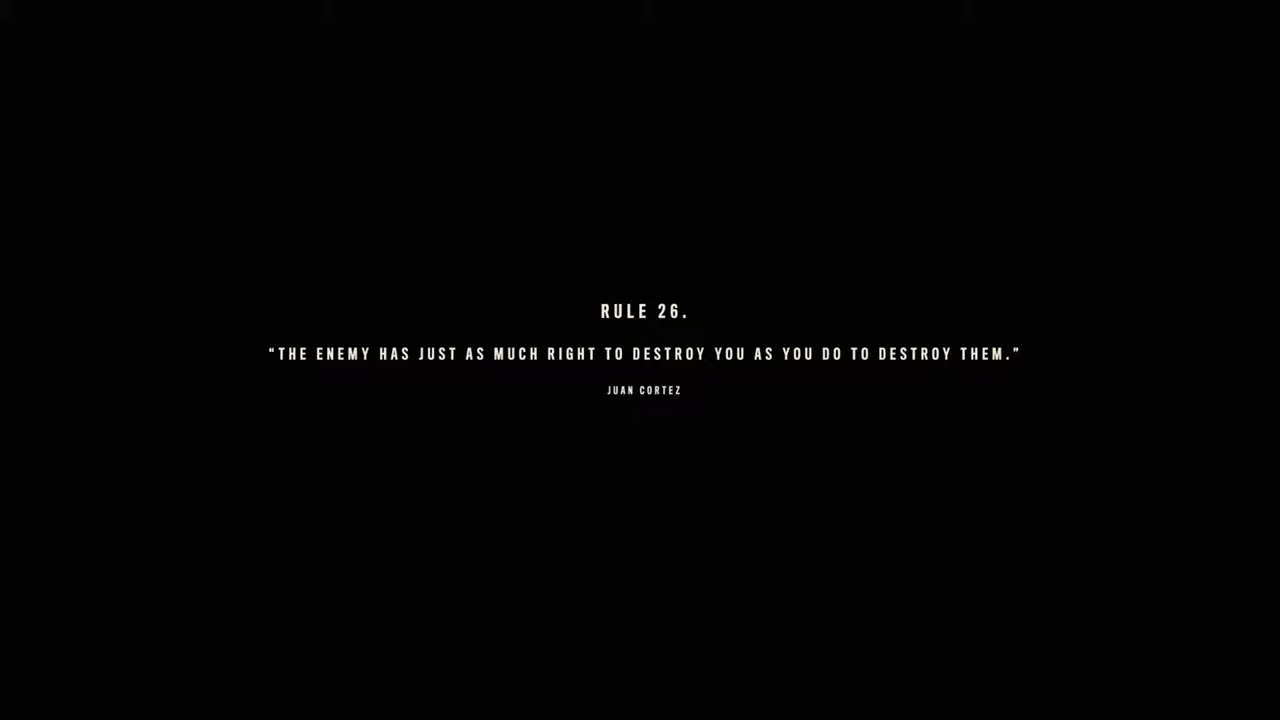 RULE 26.
“THE ENEMY HAS JUST AS MUCH RIGHT TO DESTROY YOU AS YOU DO TO DESTROY THEM.”
JUAN CORTEZ